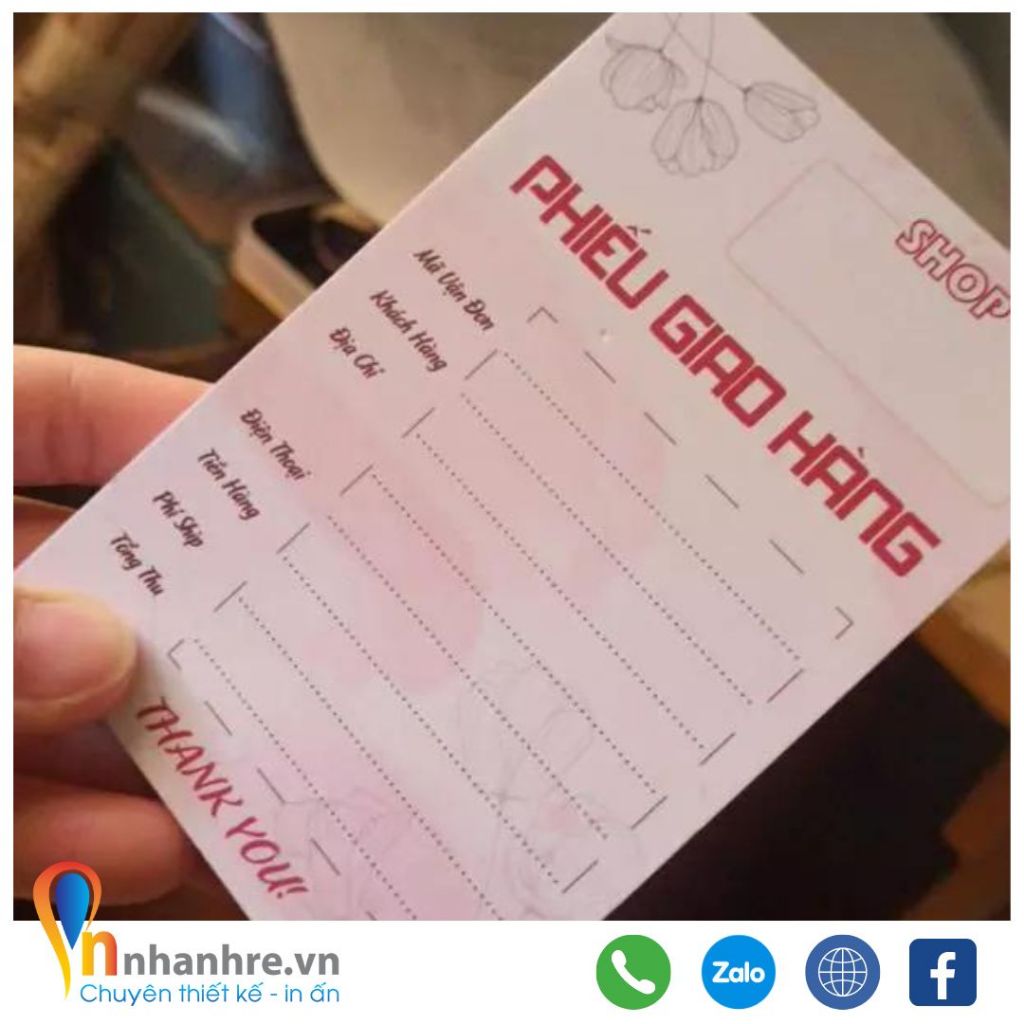 SHOP
PHIẾU GIAO HÀNG
Mã Vận Đơn
Khách Hàng
Địa Chỉ
Điện Thoại
Tiền Hàng
Phí Ship
Tổng Thu
THANK YOU!
Innhanhre.vn
Chuyên thiết kế - in ấn
Zalo